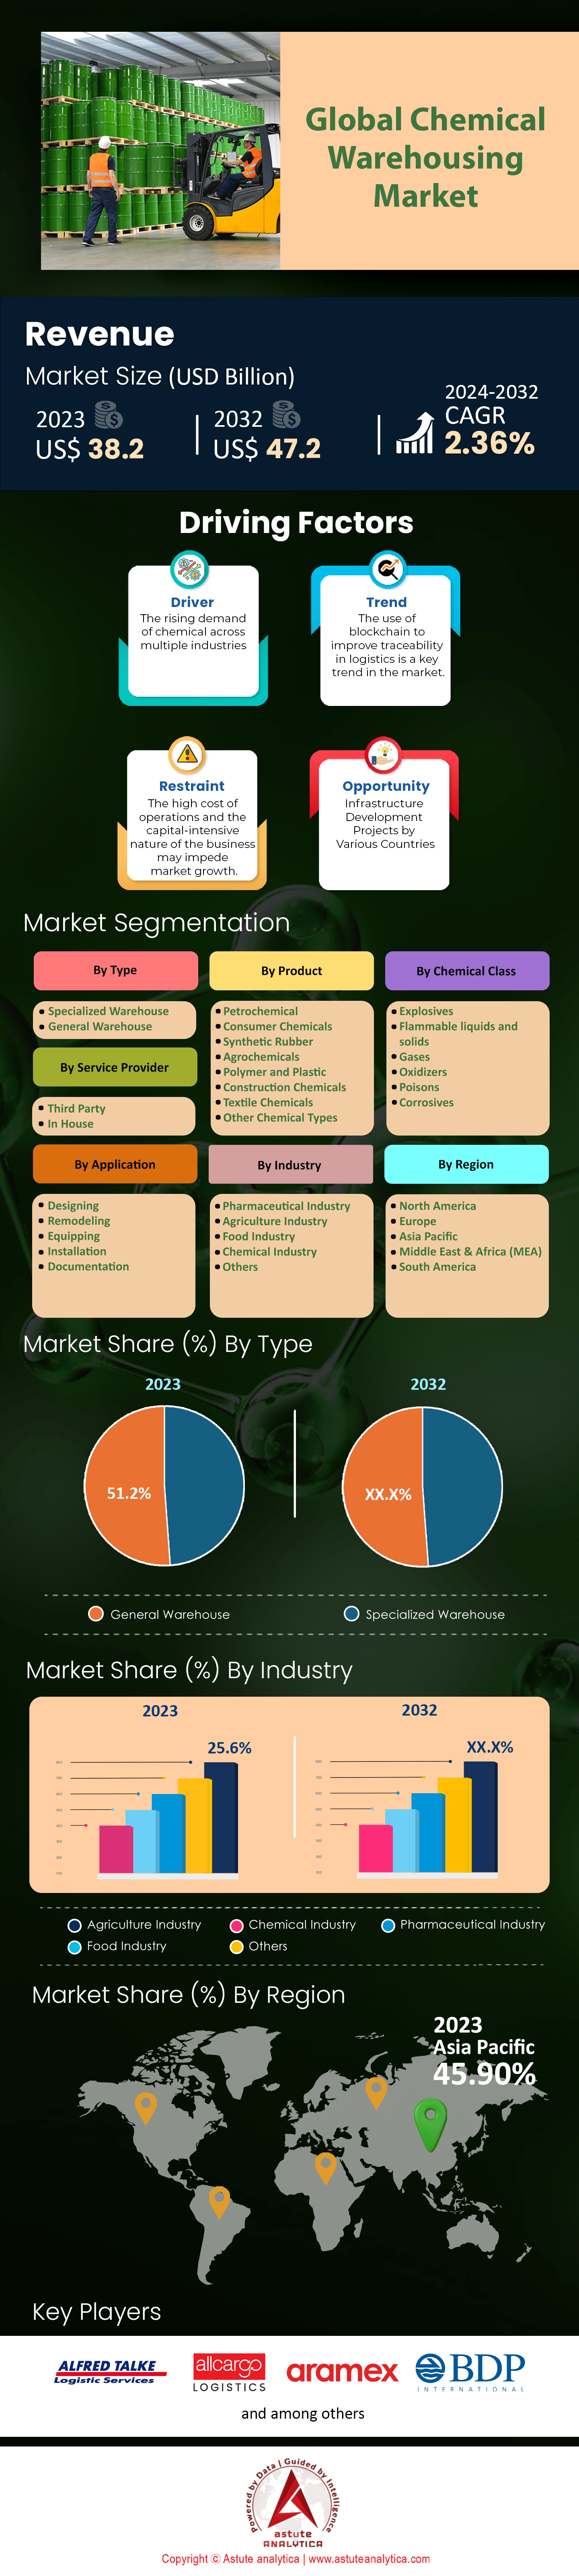 Global Chemical
Warehousing
Market
Revenue
Market Size (USD Billion)
2023
US$ 38.2
2032
US$ 47.2
2024-2032
CAGR
2.36%
Driving Factors
Driver
The rising demand
of chemical across
multiple industries
Trend
The use of
blockchain to
improve traceability
in logistics is a key
trend in the market.
Restraint
The high cost of
operations and the
capital-intensive
nature of the business
may impede
market growth.
Opportunity
Infrastructure
Development
Projects by
Various Countries
Market Segmentation
By Type
Specialized Warehouse
General Warehouse
By Service Provider
Third Party
In House
By Product
Petrochemical
Consumer Chemicals
Synthetic Rubber
Agrochemicals
Polymer and Plastic
Construction Chemicals
Textile Chemicals
Other Chemical Types
By Chemical Class
Explosives
Flammable liquids and
solids
Gases
Oxidizers
Poisons
Corrosives
By Application
Designing
Remodeling
Equipping
Installation
Documentation
By Industry
Pharmaceutical Industry
Agriculture Industry
Food Industry
Chemical Industry
Others
By Region
North America
Europe
Asia Pacific
Middle East & Africa (MEA)
South America
Market Share (%) By Type
2023
2032
51.2%
XX.X%
General Warehouse
Specialized Warehouse
Market Share (%) By Industry
2023
25.6%
2032
XX.X%
Agriculture Industry
Chemical Industry
Pharmaceutical Industry
Food Industry
Others
Market Share (%) By Region
2023
Asia Pacific
45.90%
Key Players
ALFRED TALKE
Logistic Services
allcargo
LOGISTICS
aramex
BDP
INTERNATIONAL
and among others
Powered by Data | Guided by Intelligence
astute
ANALYTICA
Copyright © Astute analytica | www.astuteanalytica.com